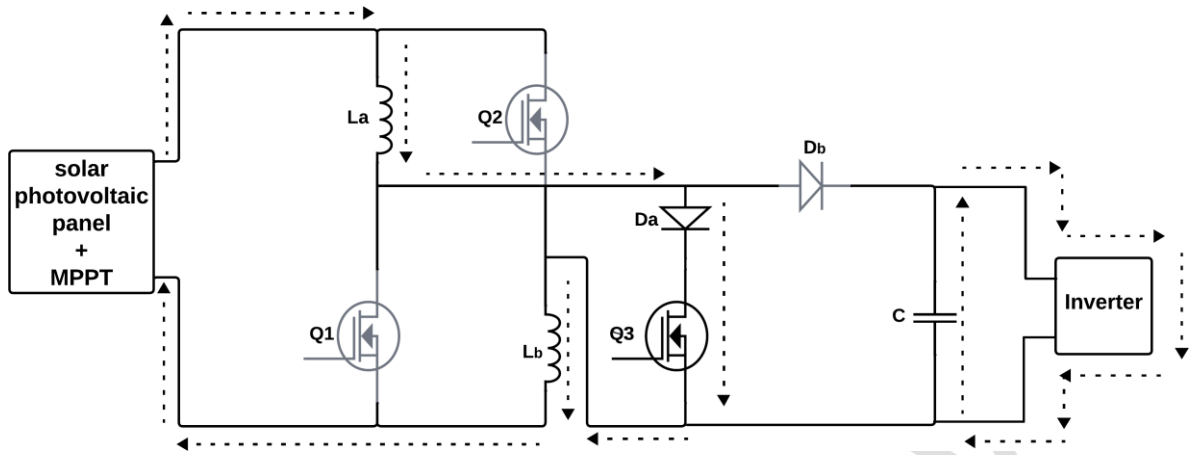 Q2
La
Db
solar
photovoltaic
panel
+
MPPT
Da
Inverter
C
Q1
Q3
Lb